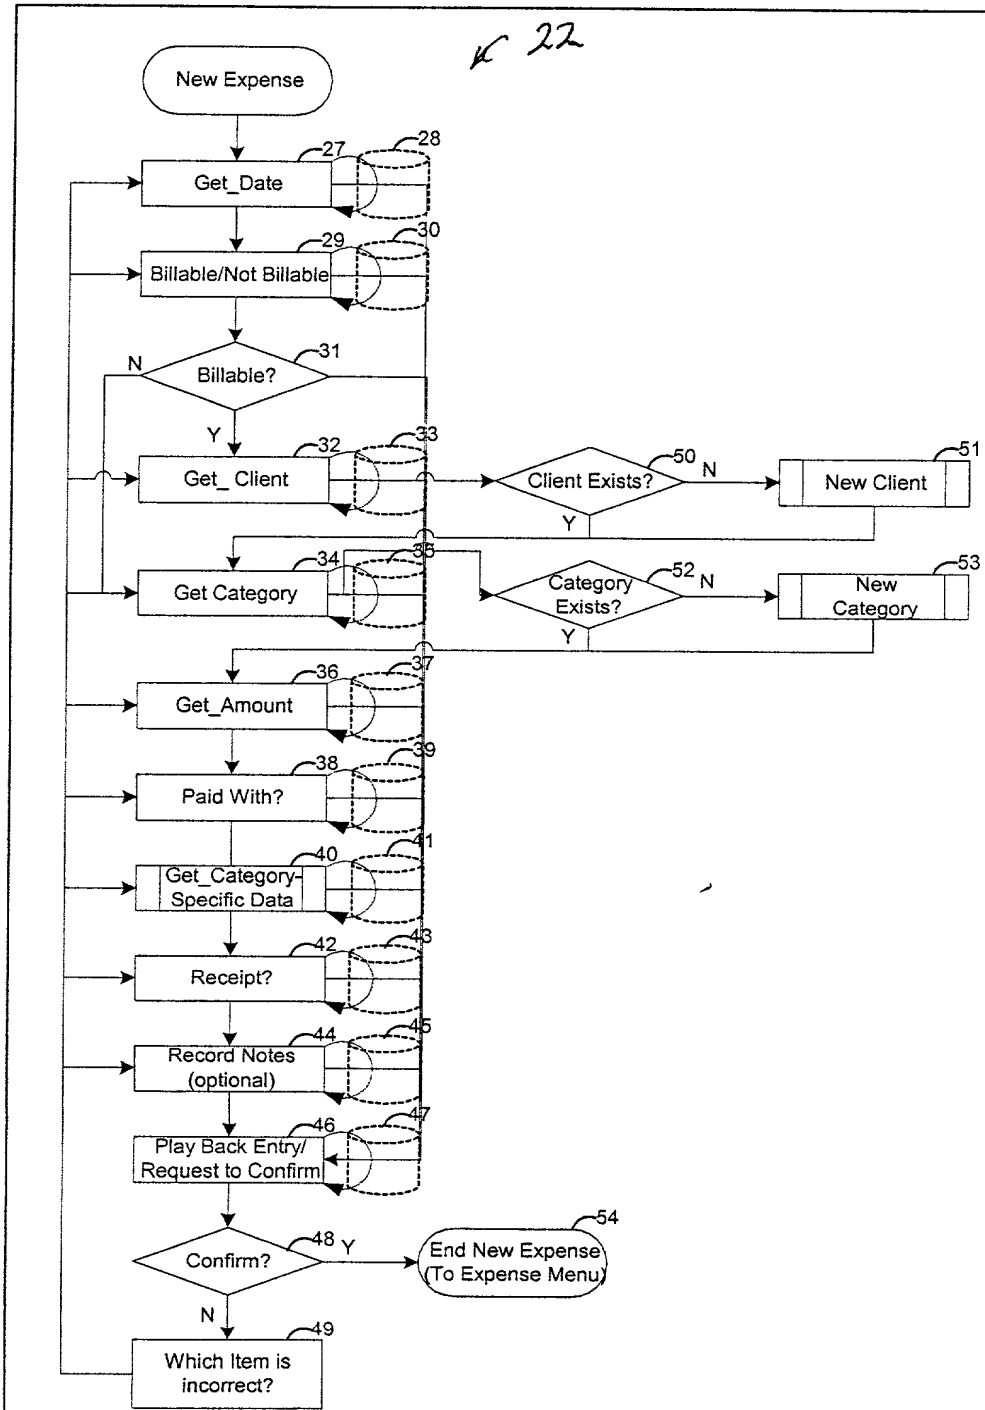 22
New Expense
27
28
Get_Date
29
30
Billable/Not Billable
31
N
Billable?
Y
32
33
Get_ Client
50
Client Exists?
N
51
New Client
Y
34
35
Get Category
52
Category
Exists?
N
53
New
Category
Y
36
37
Get_Amount
38
39
Paid With?
40
41
Get_Category-
Specific Data
42
43
Receipt?
44
45
Record Notes
(optional)
46
47
Play Back Entry/
Request to Confirm
48
Confirm?
Y
54
End New Expense
(To Expense Menu)
N
49
Which Item is
incorrect?